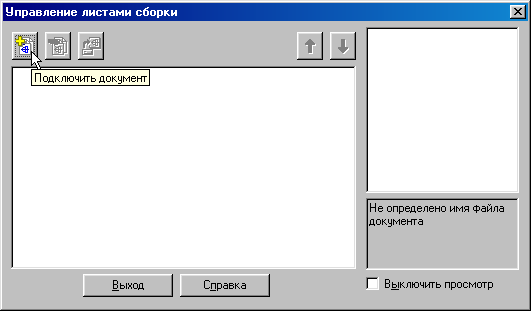 Управление листами сборки
Подключить документ
Не определено имя файла
документа
Выход
Справка
Выключить просмотр